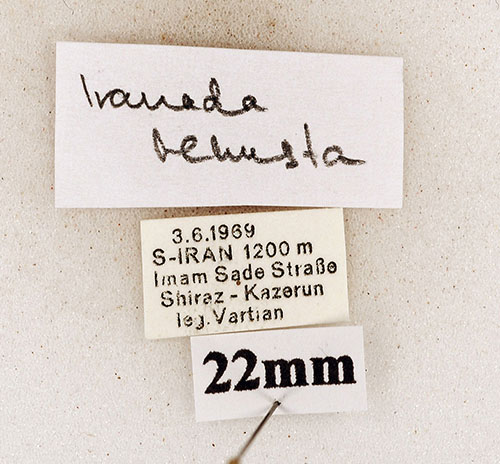 Iranada
venusta
3.6.1969
S-IRAN 1200 m
Imam Sade Straße
Shiraz - Kazerun
leg. Vartian
22mm